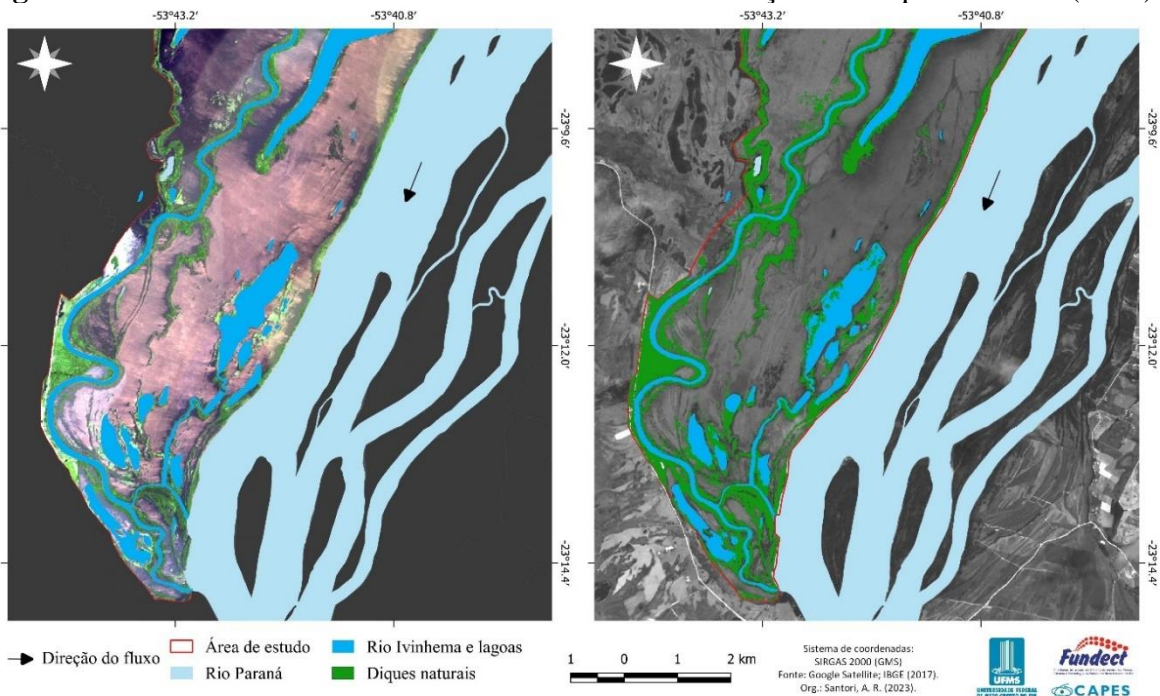 -53°43.2' -53°40.8' -53°43.2' -53°40.8'
-23°9.6' -23°9.6'
-23°12.0' -23°12.0'
-23°14.4' -23°14.4'
Direção do fluxo
Área de estudo
Rio Paraná
Rio Ivinhema e lagoas
Diques naturais
1 0 1 2 km
Sistema de coordenadas:
SIRGAS 2000 (GMS)
Fonte: Google Satellite; IBGE (2017).
Org.: Santori, A. R. (2023).
UFMS
UNIVERSIDADE FEDERAL
Fundect
CAPES